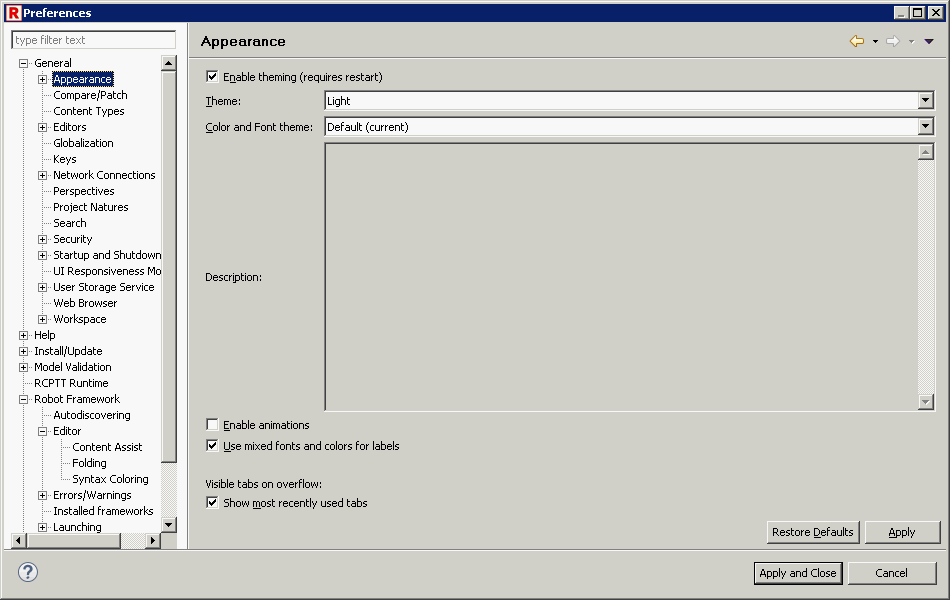 R Preferences
type filter text
General
Appearance
Compare/Patch
Content Types
Editors
Globalization
Keys
Network Connections
Perspectives
Project Natures
Search
Security
Startup and Shutdown
UI Responsiveness Mo
User Storage Service
Web Browser
Workspace
Help
Install/Update
Model Validation
RCPTT Runtime
Robot Framework
Autodiscovering
Editor
Content Assist
Folding
Syntax Coloring
Errors/Warnings
Installed frameworks
Launching
Appearance
Enable theming (requires restart)
Theme: Light
Color and Font theme: Default (current)
Description:
Enable animations
Use mixed fonts and colors for labels
Visible tabs on overflow:
Show most recently used tabs
Restore Defaults Apply
? Apply and Close Cancel